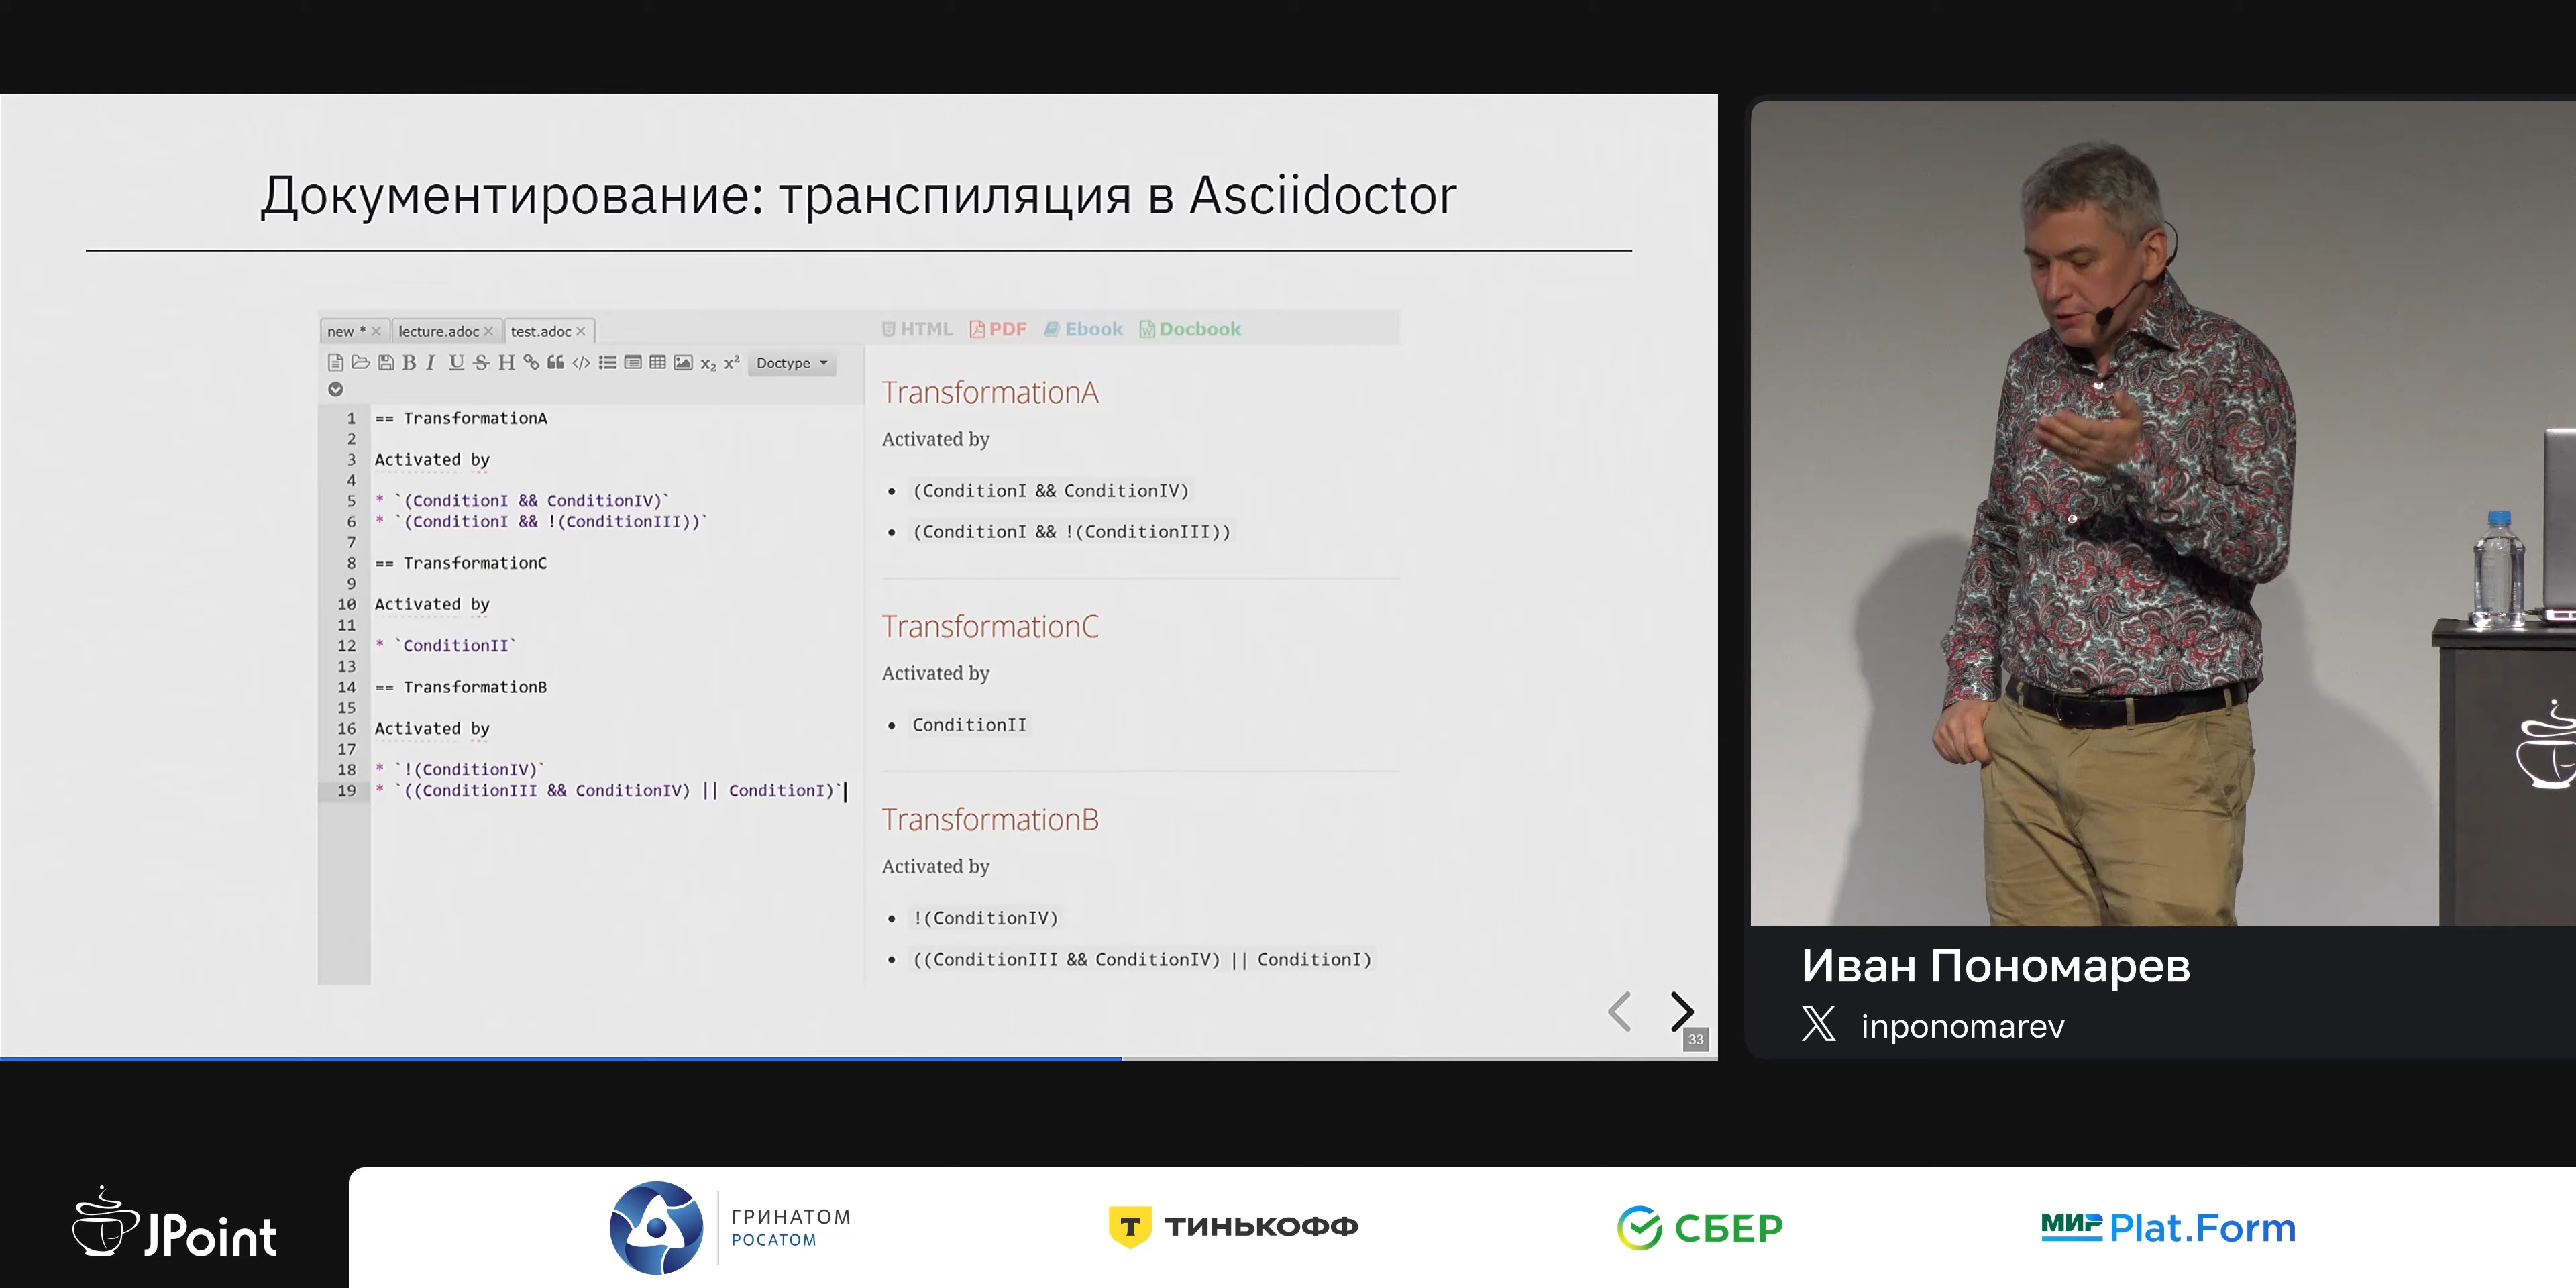 Документирование: транспиляция в Asciidoctor
new *
lecture.adoc
test.adoc
HTML PDF Ebook Docbook
B I U S H </> x₂ x² Doctype
1 == TransformationA
2
3 Activated by
4
5 * `(ConditionI && ConditionIV)`
6 * `(ConditionI && !(ConditionIII))`
7
8 == TransformationC
9
10 Activated by
11
12 * `ConditionII`
13
14 == TransformationB
15
16 Activated by
17
18 * `!(ConditionIV)`
19 * `((ConditionIII && ConditionIV) || ConditionI)`
TransformationA
Activated by
• (ConditionI && ConditionIV)
• (ConditionI && !(ConditionIII))
TransformationC
Activated by
• ConditionII
TransformationB
Activated by
• !(ConditionIV)
• ((ConditionIII && ConditionIV) || ConditionI)
33
Иван Пономарев
X inponomarev
JPoint
ГРИНАТОМ
РОСАТОМ
Т ТИНЬКОФФ
СБЕР
МИР Plat.Form